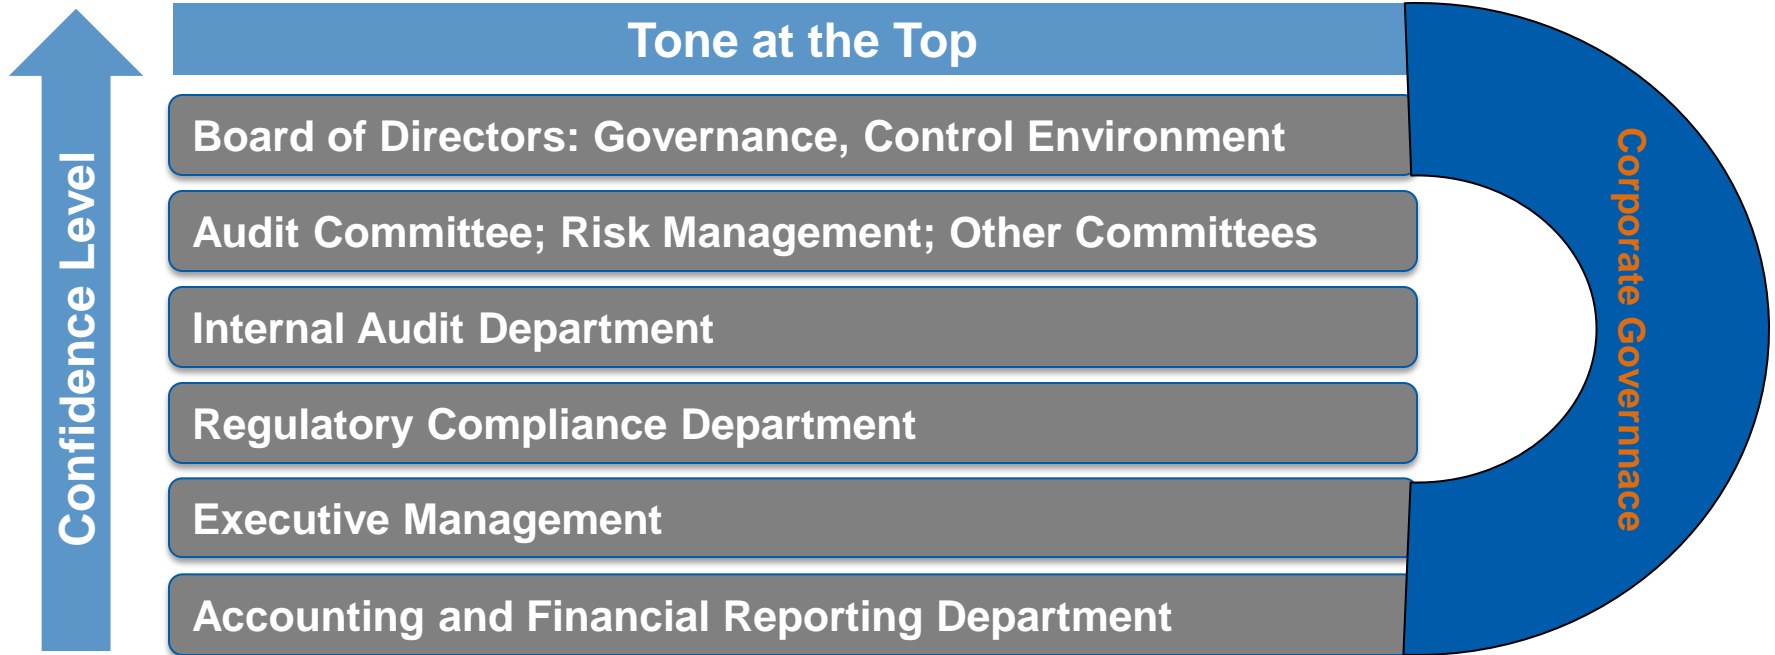 Tone at the Top
Confidence Level
Board of Directors: Governance, Control Environment
Audit Committee; Risk Management; Other Committees
Internal Audit Department
Regulatory Compliance Department
Executive Management
Accounting and Financial Reporting Department
Corporate Governnace